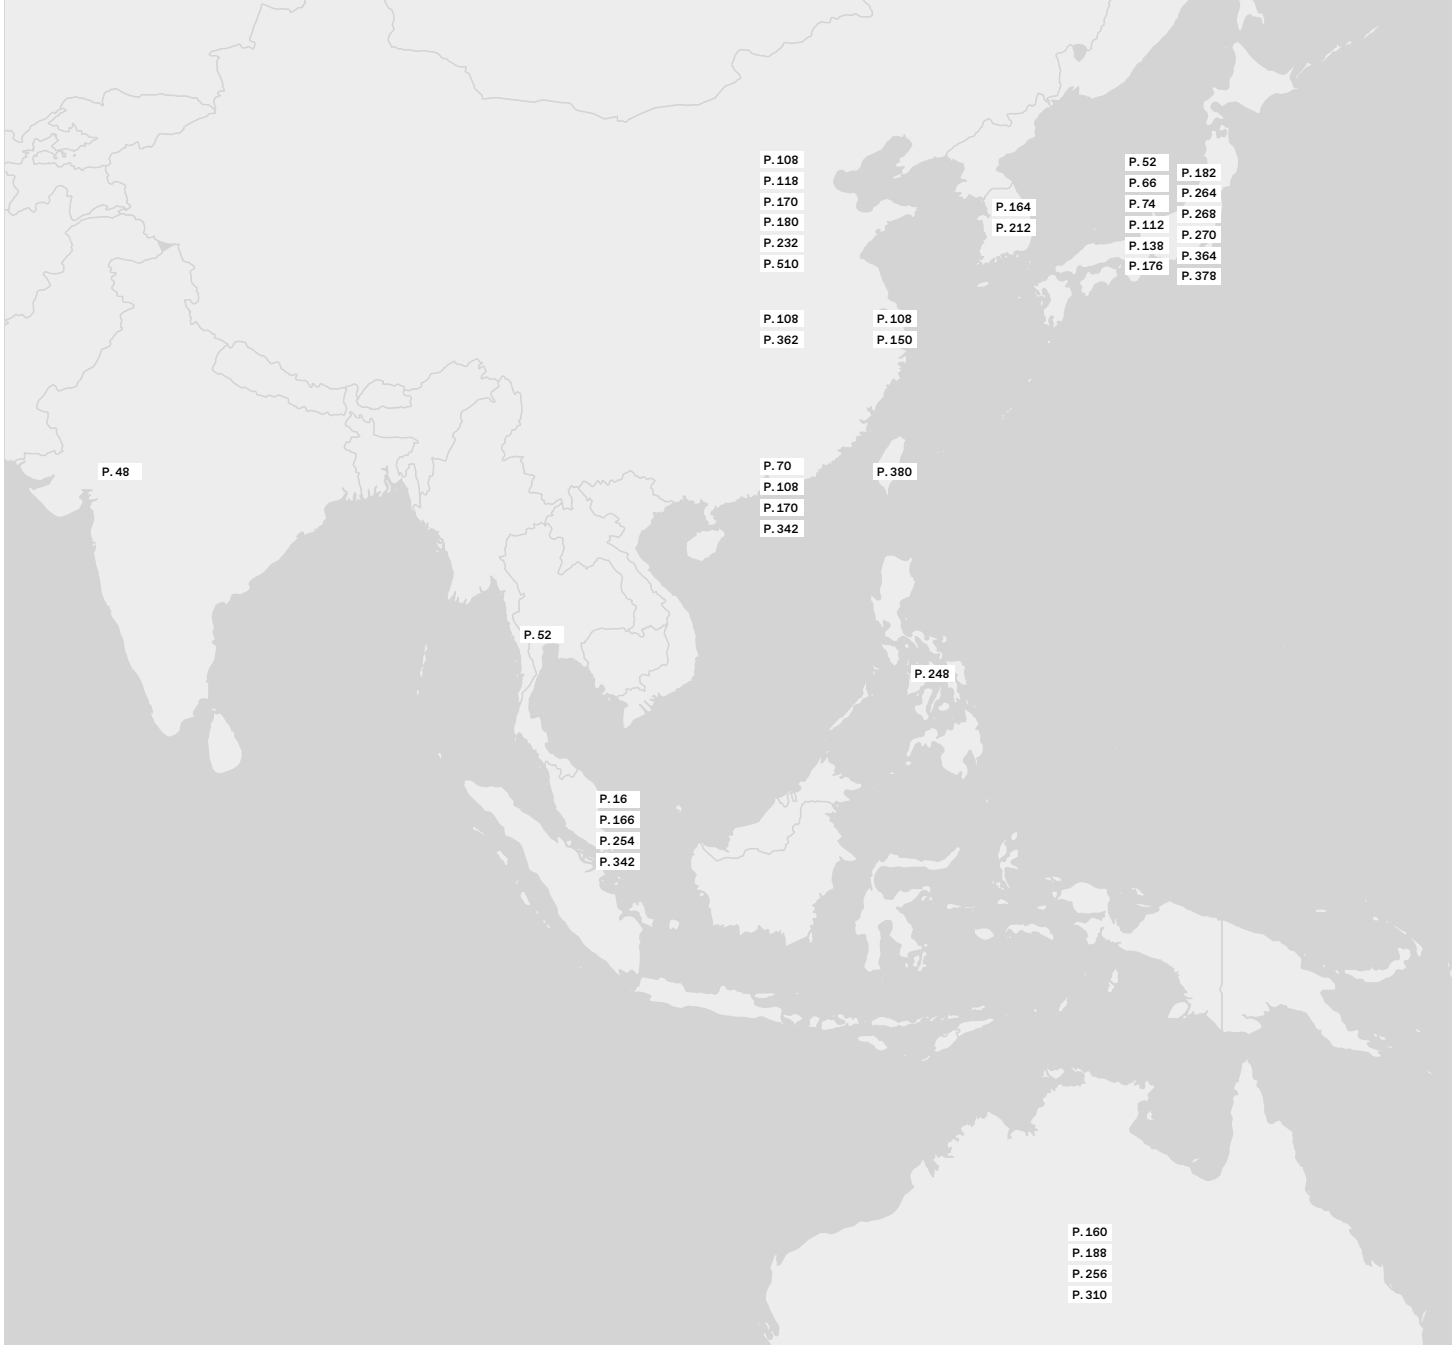 P. 108
P. 118
P. 170
P. 180
P. 232
P. 510
P. 164
P. 212
P. 52
P. 66
P. 74
P. 112
P. 138
P. 176
P. 182
P. 264
P. 268
P. 270
P. 364
P. 378
P. 108
P. 362
P. 108
P. 150
P. 48
P. 70
P. 108
P. 170
P. 342
P. 380
P. 52
P. 248
P. 16
P. 166
P. 254
P. 342
P. 160
P. 188
P. 256
P. 310